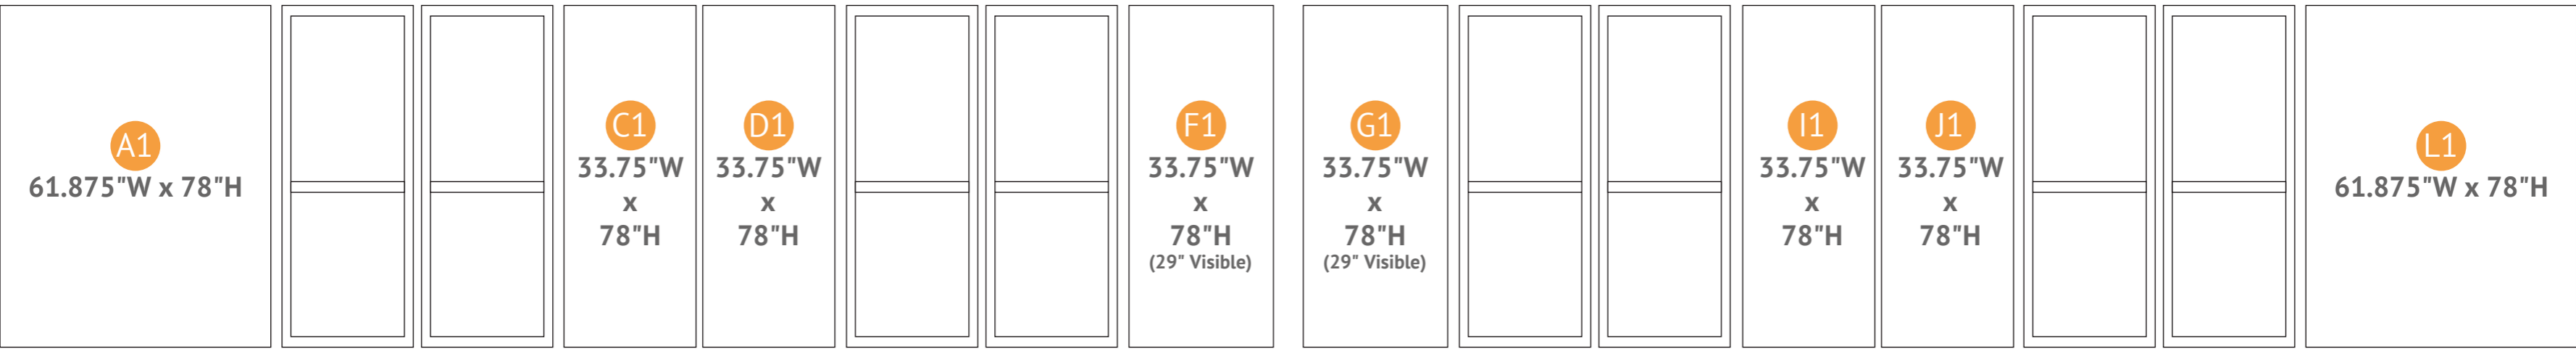 A1
61.875"W x 78"H
C1
33.75"W
x
78"H
D1
33.75"W
x
78"H
F1
33.75"W
x
78"H
(29" Visible)
G1
33.75"W
x
78"H
(29" Visible)
I1
33.75"W
x
78"H
J1
33.75"W
x
78"H
L1
61.875"W x 78"H